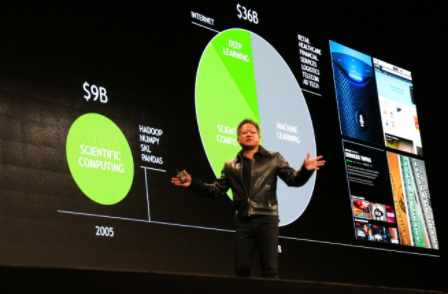 INTERNET
$36B
DEEP
LEARNING
RETAIL
HEALTHCARE
FINANCIAL
SERVICES
LOGISTICS
TELECOM
AD TECH
$9B
SCIENTIFIC
COMPUTING
HADOOP
NUMPY
SKL
PANDAS
MACHINE
LEARNING
2005